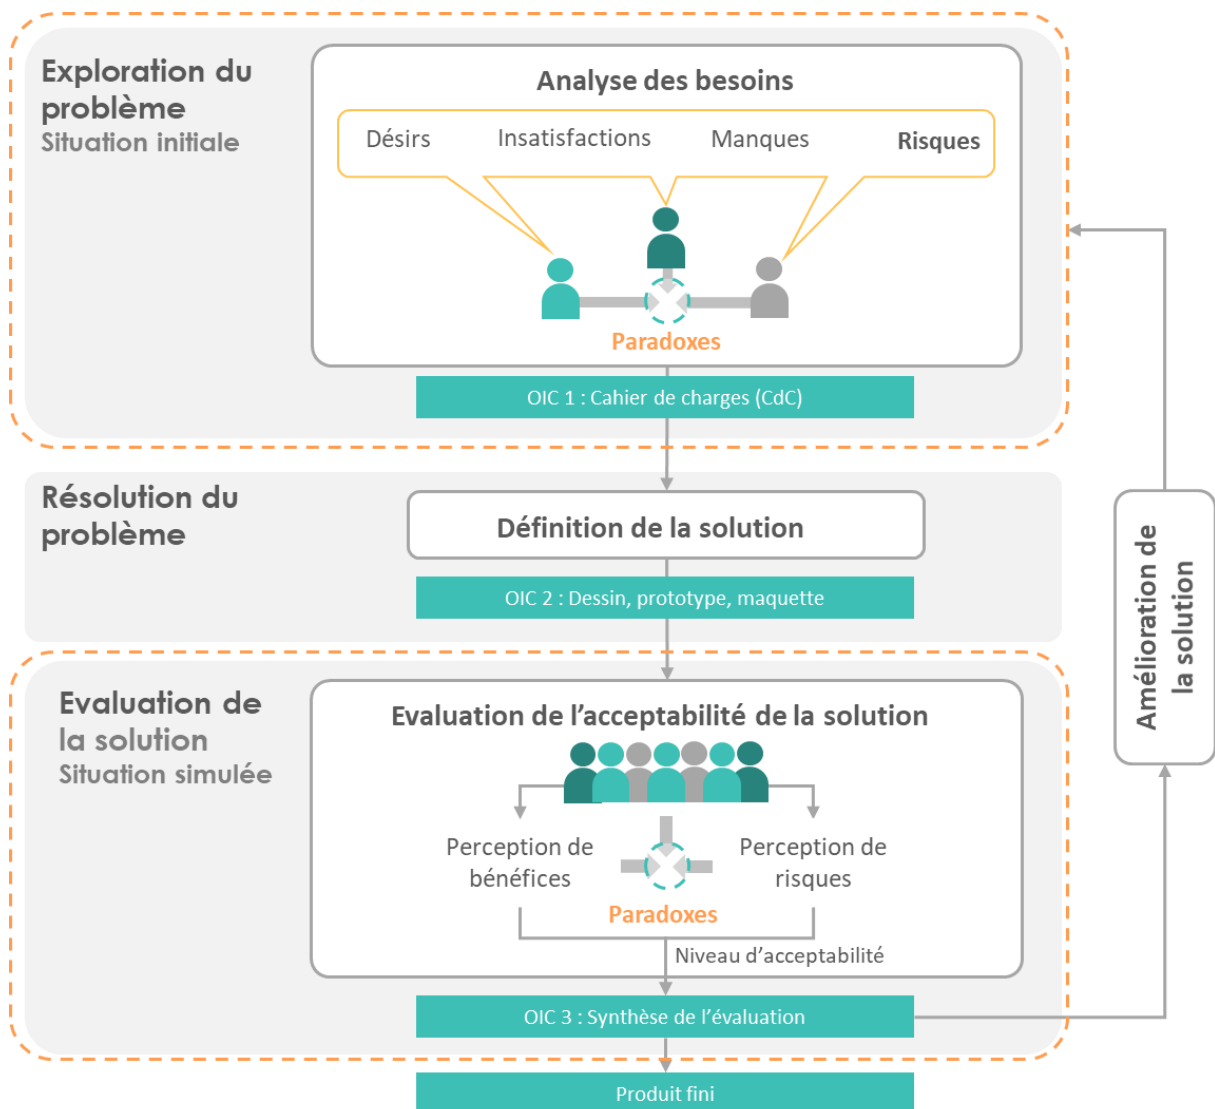 Exploration du
problème
Situation initiale
Analyse des besoins
Désirs
Insatisfactions
Manques
Risques
Paradoxes
OIC 1 : Cahier de charges (CdC)
Résolution du
problème
Définition de la solution
OIC 2 : Dessin, prototype, maquette
Evaluation de
la solution
Situation simulée
Evaluation de l’acceptabilité de la solution
Perception de
bénéfices
Perception de
risques
Paradoxes
Niveau d’acceptabilité
OIC 3 : Synthèse de l’évaluation
Produit fini
Amélioration de
la solution